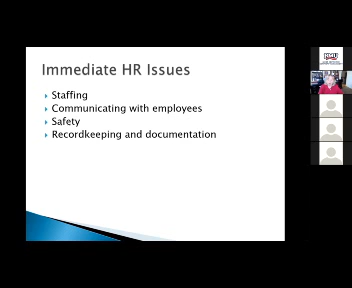 Immediate HR Issues
Staffing
Communicating with employees
Safety
Recordkeeping and documentation